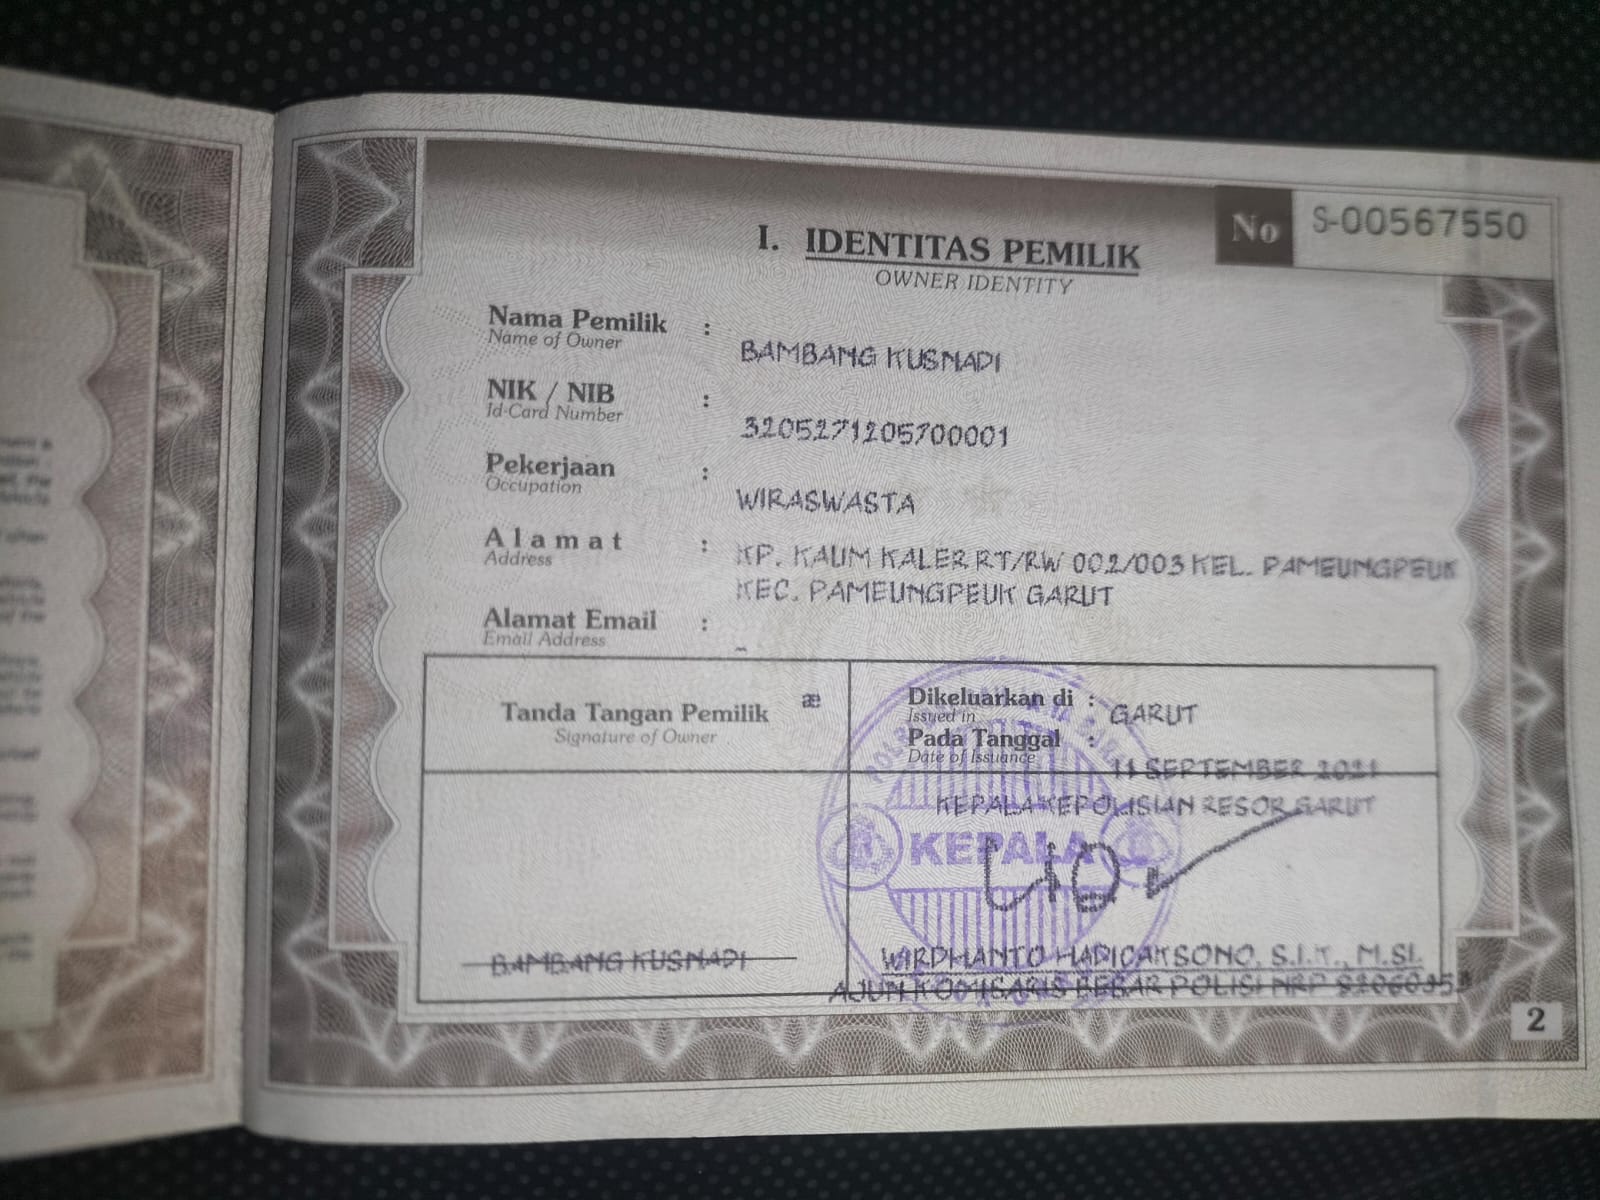 No S-00567550
I. IDENTITAS PEMILIK
OWNER IDENTITY
Nama Pemilik :
Name of Owner
BAMBANG KUSNADI
NIK / NIB :
Id-Card Number
3205271205700001
Pekerjaan :
Occupation
WIRASWASTA
Alamat : KP. KAUM KALER RT/RW 002/003 KEL. PAMEUNGPEUK
Address
KEC. PAMEUNGPEUK GARUT
Alamat Email :
Email Address
-
Tanda Tangan Pemilik æ
Signature of Owner
Dikeluarkan di : GARUT
Issued in
Pada Tanggal :
Date of Issuance
11 SEPTEMBER 2021
KEPALA KEPOLISIAN RESOR GARUT
KEPALA
BAMBANG KUSNADI
WIRDHANTO HADICAKSONO, S.I.K., M.SI.
AJUN KOMISARIS BESAR POLISI NRP
2